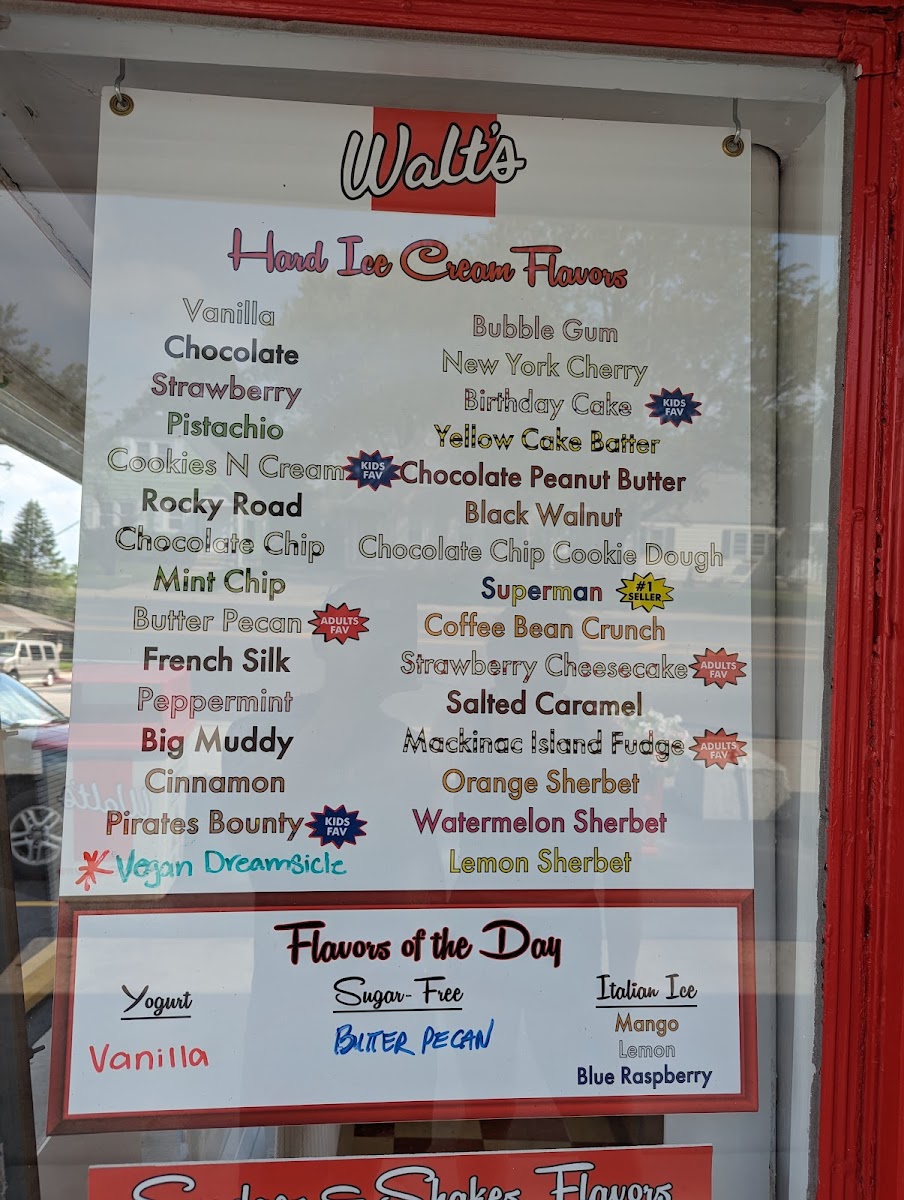 Walt's
Hard Ice Cream Flavors
Vanilla
Chocolate
Strawberry
Pistachio
Cookies N Cream KIDS FAV
Rocky Road
Chocolate Chip
Mint Chip
Butter Pecan ADULTS FAV
French Silk
Peppermint
Big Muddy
Cinnamon
Pirates Bounty KIDS FAV
Vegan Dreamsicle
Bubble Gum
New York Cherry
Birthday Cake KIDS FAV
Yellow Cake Batter
Chocolate Peanut Butter
Black Walnut
Chocolate Chip Cookie Dough
Superman #1 SELLER
Coffee Bean Crunch
Strawberry Cheesecake ADULTS FAV
Salted Caramel
Mackinac Island Fudge ADULTS FAV
Orange Sherbet
Watermelon Sherbet
Lemon Sherbet
Flavors of the Day
Yogurt
Vanilla
Sugar-Free
BUTTER PECAN
Italian Ice
Mango
Lemon
Blue Raspberry
Shakes Flavors